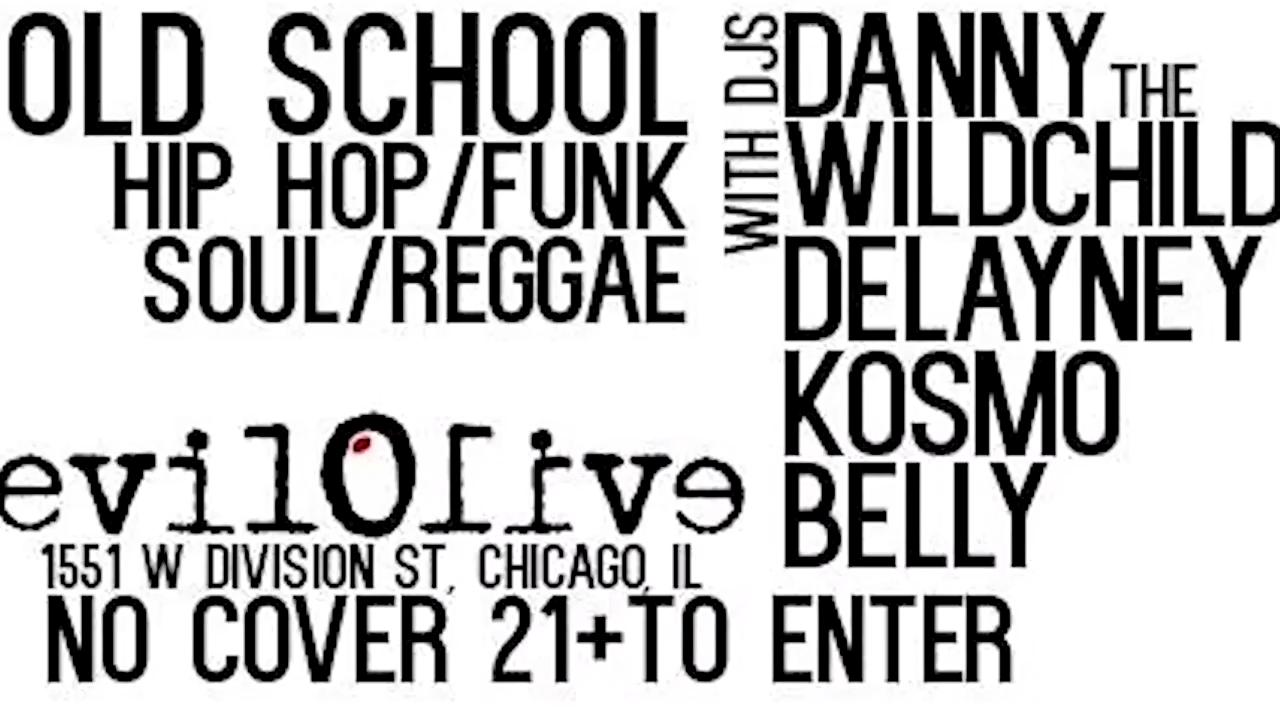 OLD SCHOOL
HIP HOP/FUNK
SOUL/REGGAE
WITH DJS
DANNY THE
WILDCHILD
DELAYNEY
KOSMO
BELLY
evilOlive
1551 W DIVISION ST, CHICAGO, IL
NO COVER 21+TO ENTER